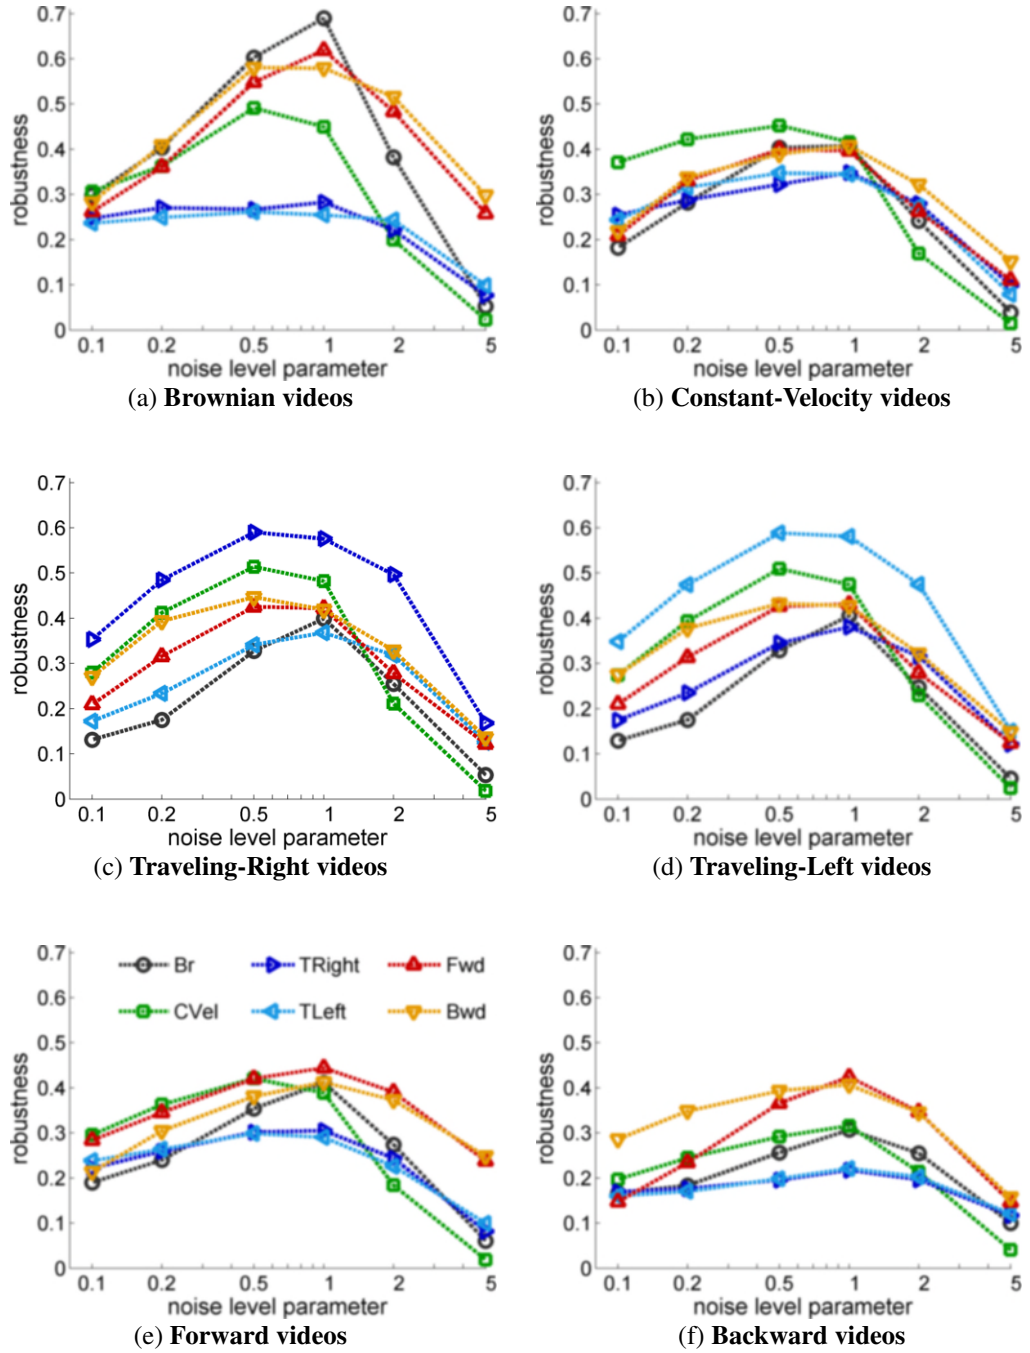 0.7
0.6
0.5
0.4
0.3
0.2
0.1
0
robustness
0.1 0.2 0.5 1 2 5
noise level parameter
(a) Brownian videos
0.7
0.6
0.5
0.4
0.3
0.2
0.1
0
robustness
0.1 0.2 0.5 1 2 5
noise level parameter
(b) Constant-Velocity videos
0.7
0.6
0.5
0.4
0.3
0.2
0.1
0
robustness
0.1 0.2 0.5 1 2 5
noise level parameter
(c) Traveling-Right videos
0.7
0.6
0.5
0.4
0.3
0.2
0.1
0
robustness
0.1 0.2 0.5 1 2 5
noise level parameter
(d) Traveling-Left videos
0.7
0.6
0.5
0.4
0.3
0.2
0.1
0
robustness
Br TRight Fwd
CVel TLeft Bwd
0.1 0.2 0.5 1 2 5
noise level parameter
(e) Forward videos
0.7
0.6
0.5
0.4
0.3
0.2
0.1
0
robustness
0.1 0.2 0.5 1 2 5
noise level parameter
(f) Backward videos